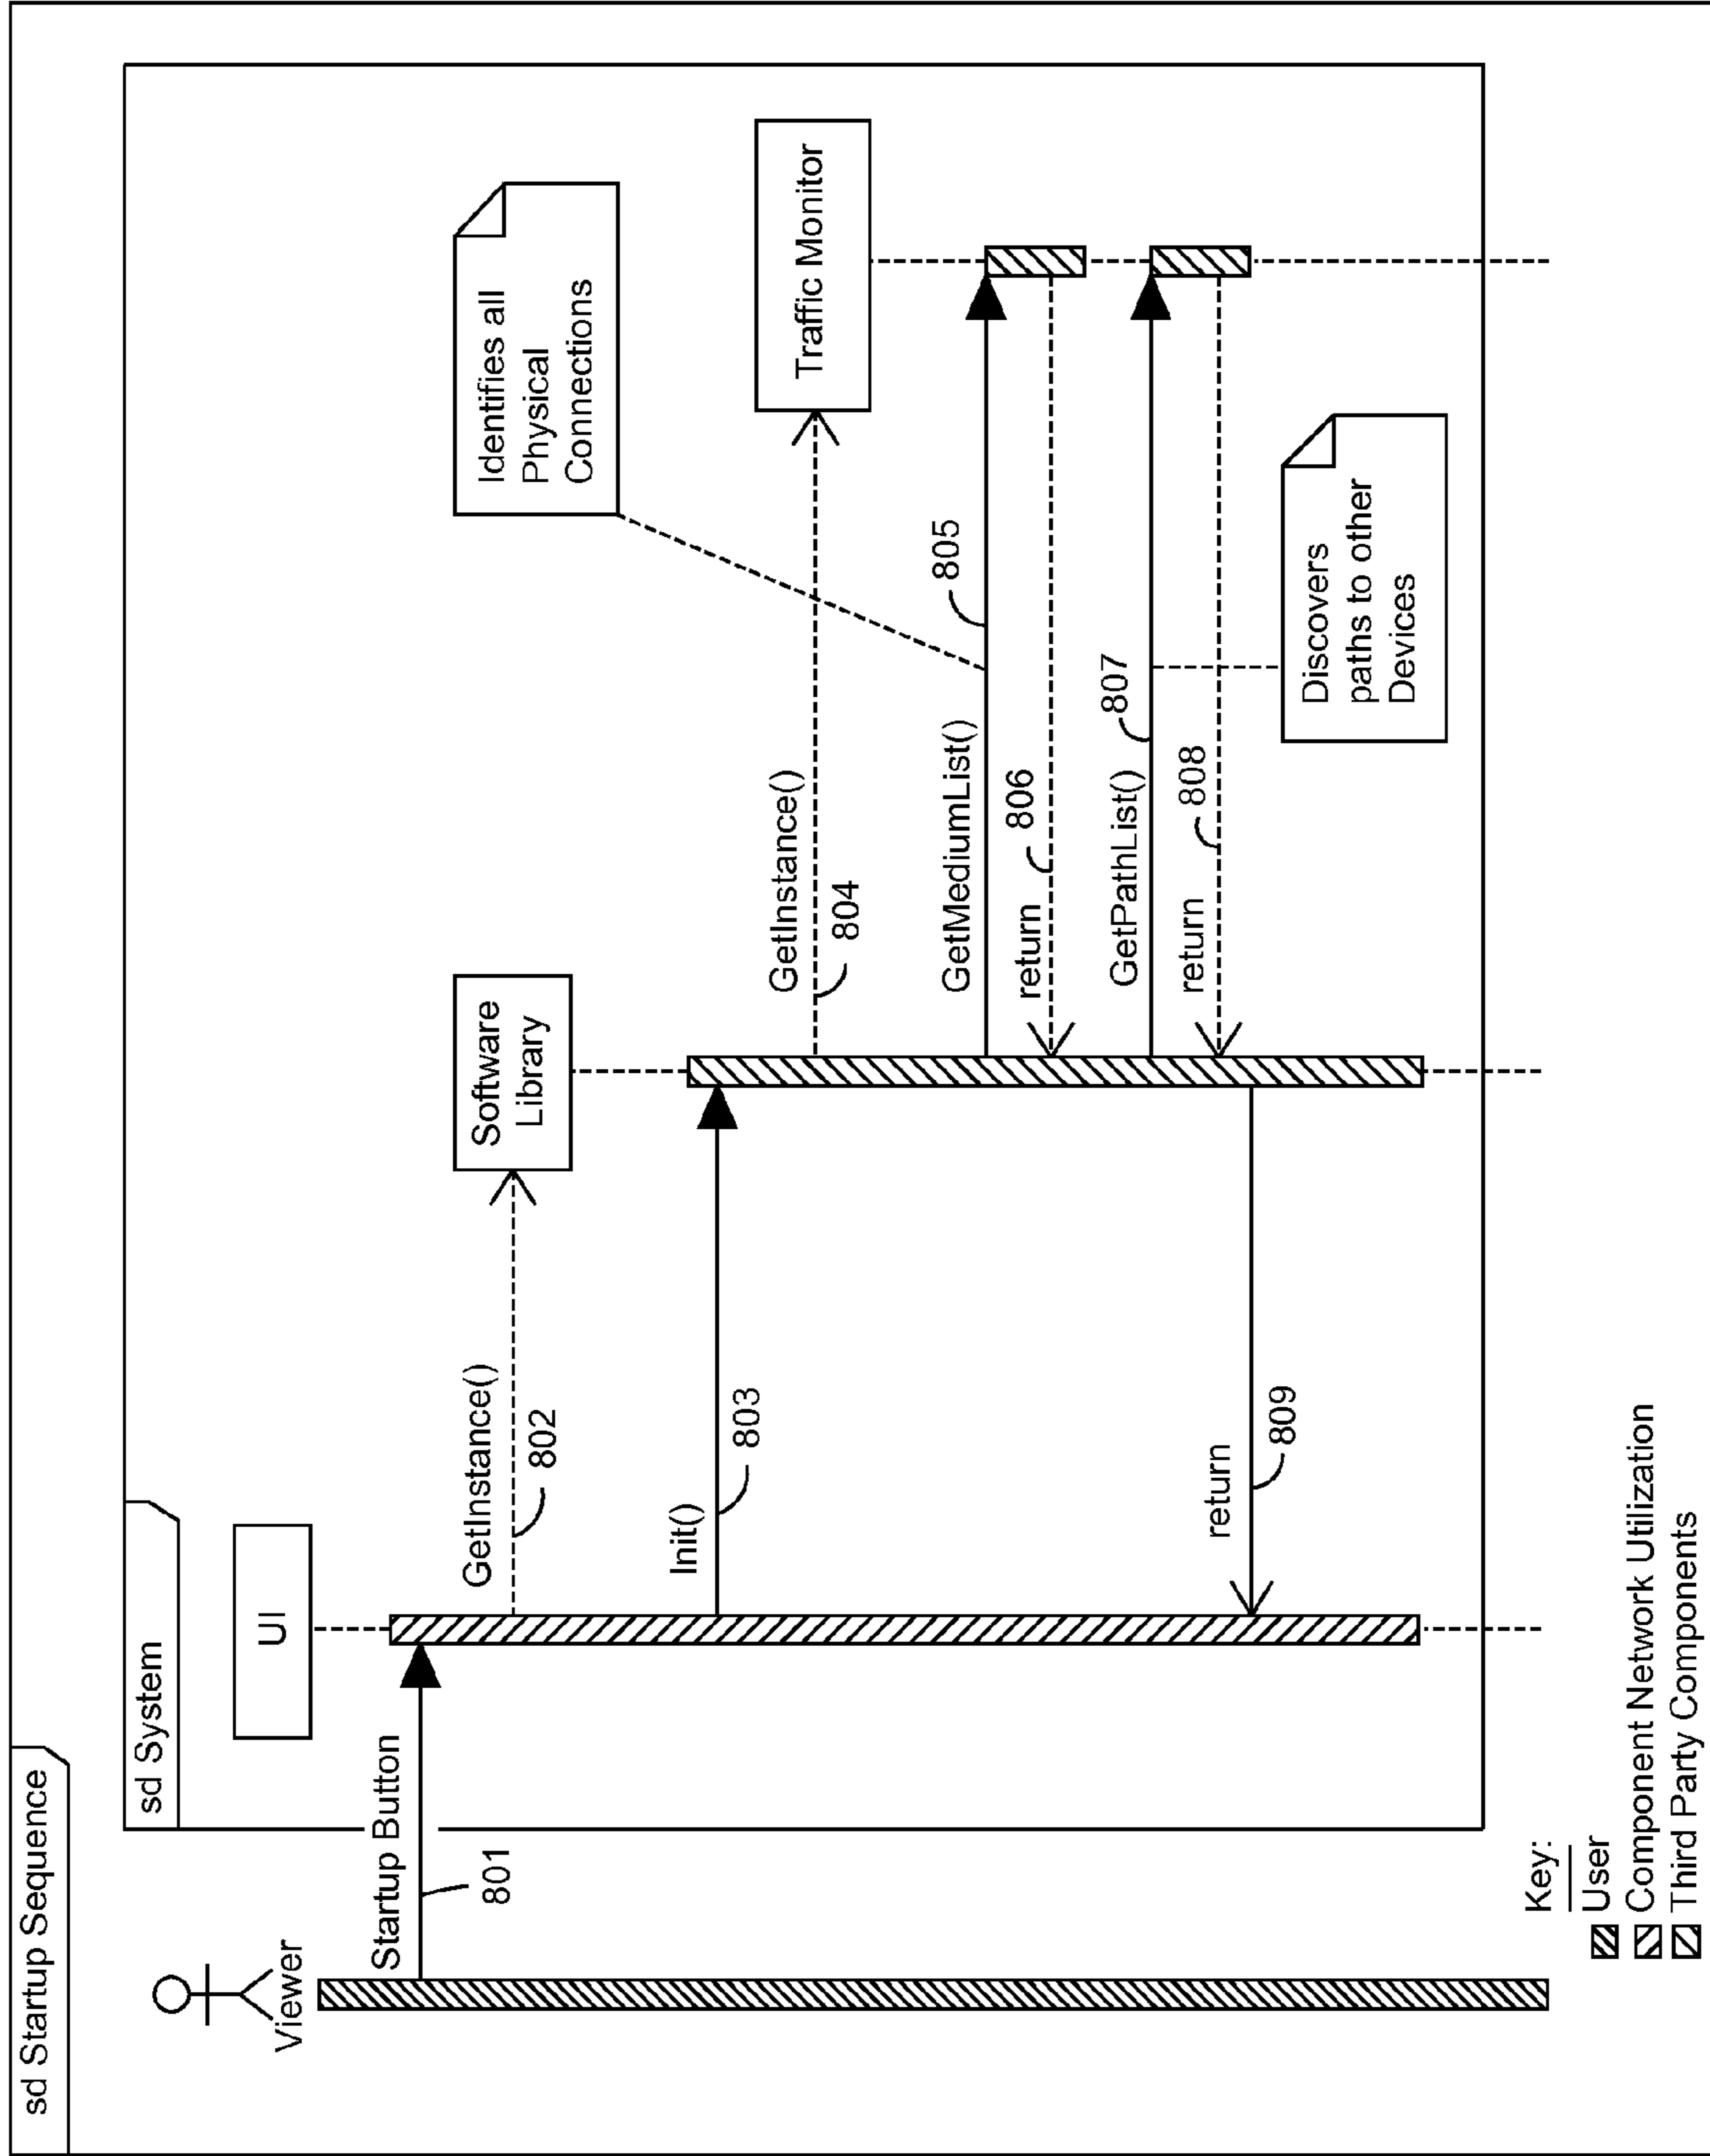 sd Startup Sequence
sd System
Viewer
UI
Startup Button
801
GetInstance()
802
Software
Library
Init()
803
GetInstance()
804
Traffic Monitor
Identifies all
Physical
Connections
GetMediumList()
805
return
806
GetPathList()
807
return
808
Discovers
paths to other
Devices
return
809
Key:
User
Component Network Utilization
Third Party Components